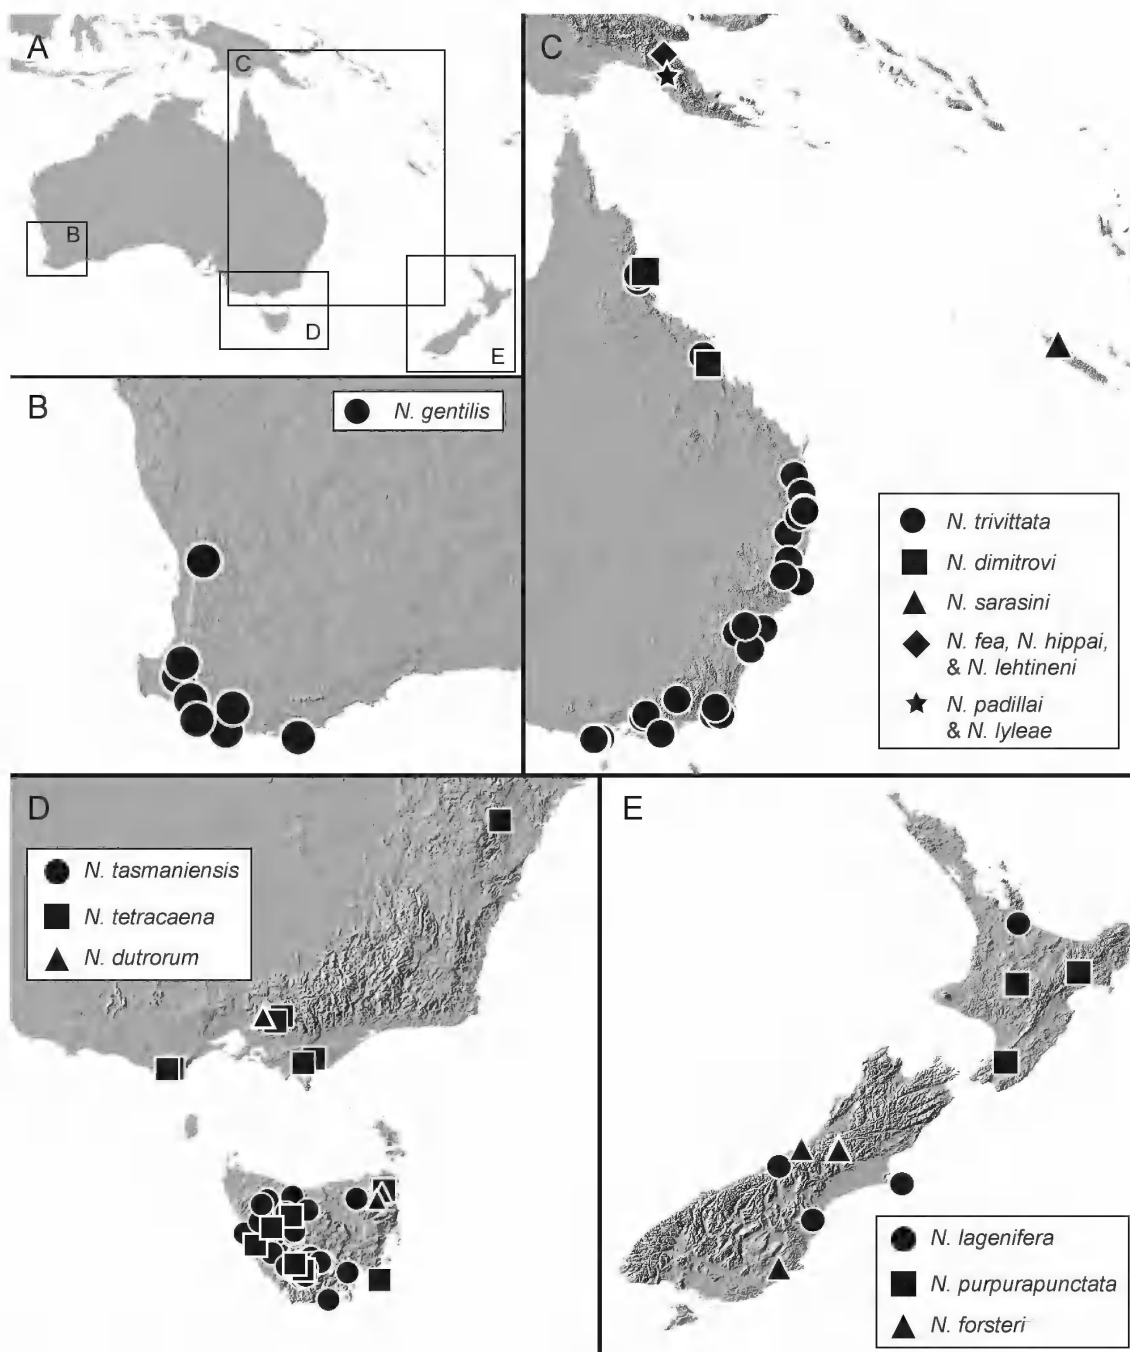 A
C
B
D
E
B
N. gentilis
C
N. trivittata
N. dimitrovi
N. sarasini
N. fea, N. hippai,
& N. lehtineni
N. padillai
& N. lyleae
D
N. tasmaniensis
N. tetracaena
N. dutrorum
E
N. lagenifera
N. purpurapunctata
N. forsteri